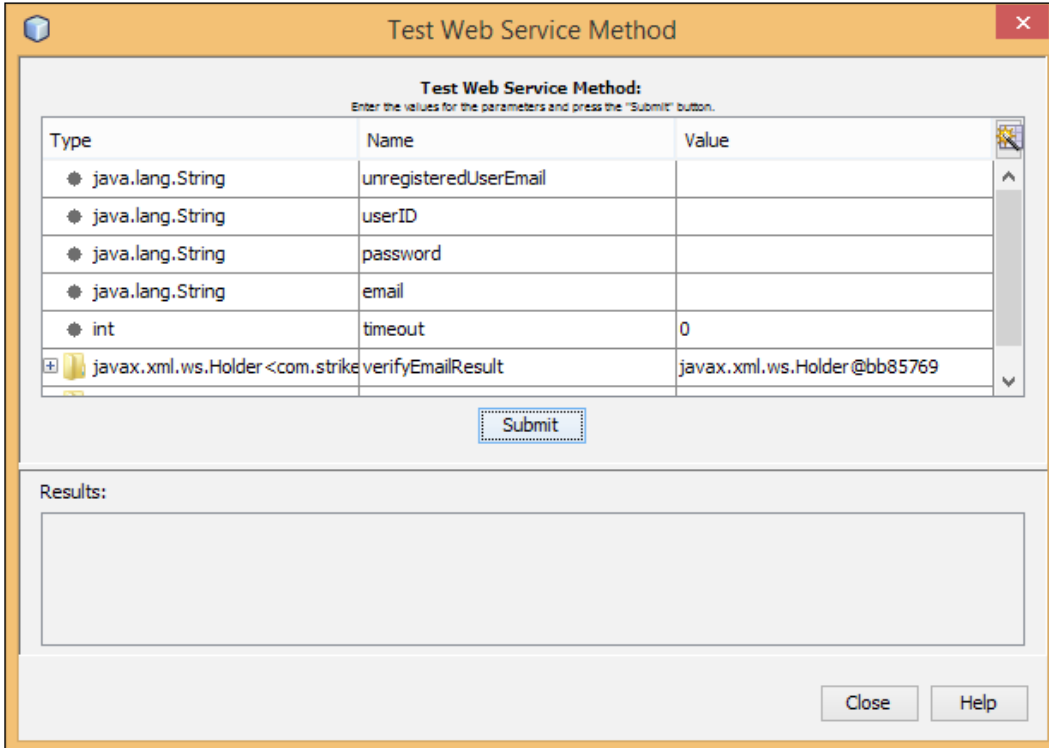 Test Web Service Method
Test Web Service Method:
Enter the values for the parameters and press the "Submit" button.
Type Name Value
java.lang.String unregisteredUserEmail
java.lang.String userID
java.lang.String password
java.lang.String email
int timeout 0
javax.xml.ws.Holder<com.strike verifyEmailResult javax.xml.ws.Holder@bb85769
Submit
Results:
Close Help